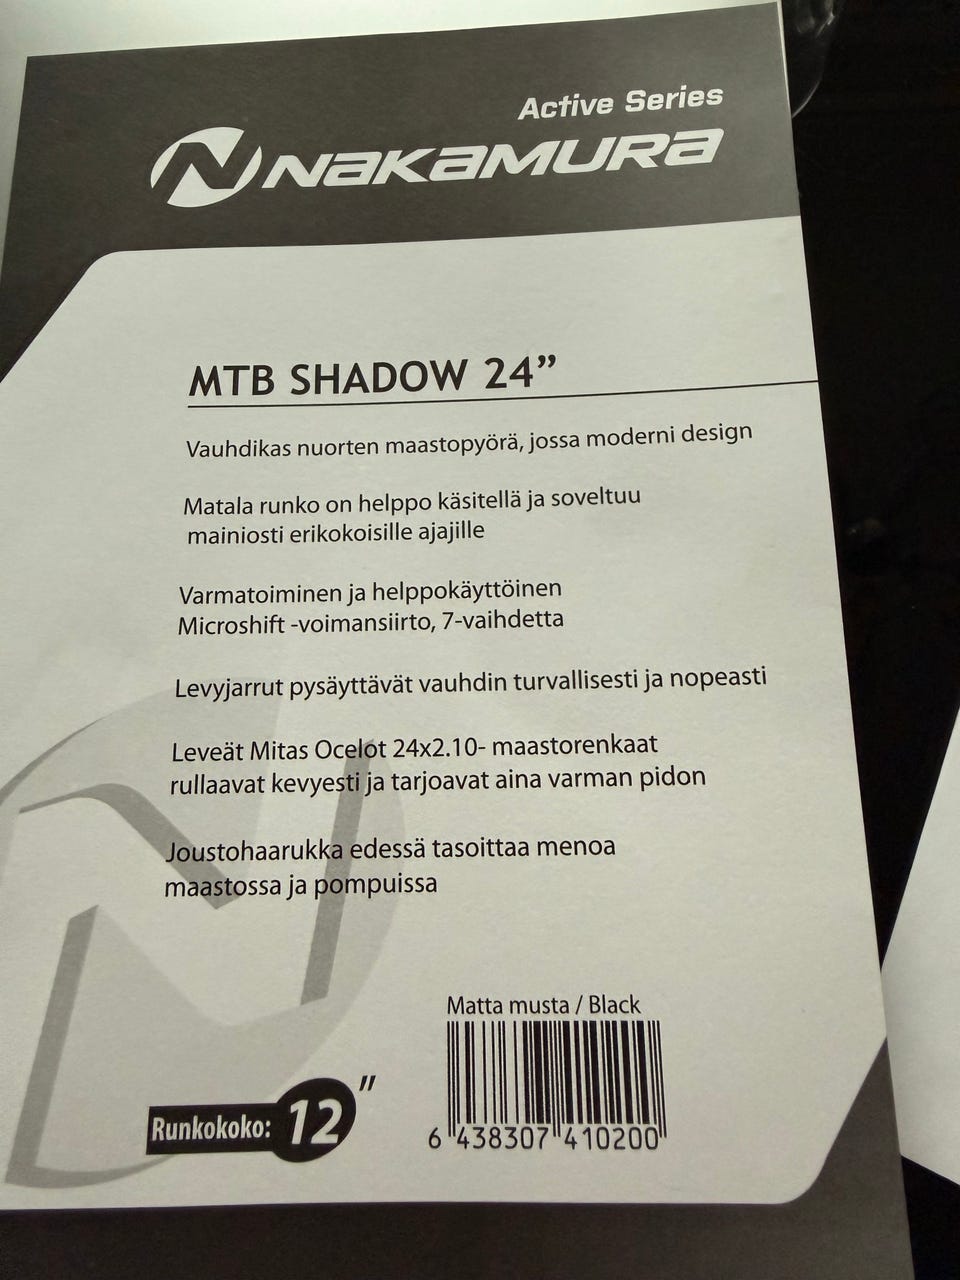 Active Series
NAKAMURA
MTB SHADOW 24”
Vauhdikas nuorten maastopyörä, jossa moderni design
Matala runko on helppo käsitellä ja soveltuu
mainiosti erikokoisille ajajille
Varmatoiminen ja helppokäyttöinen
Microshift -voimansiirto, 7-vaihdetta
Levyjarrut pysäyttävät vauhdin turvallisesti ja nopeasti
Leveät Mitas Ocelot 24x2.10- maastorenkaat
rullaavat kevyesti ja tarjoavat aina varman pidon
Joustohaarukka edessä tasoittaa menoa
maastossa ja pompuissa
Matta musta / Black
6 438307 410200
Runkokoko: 12"